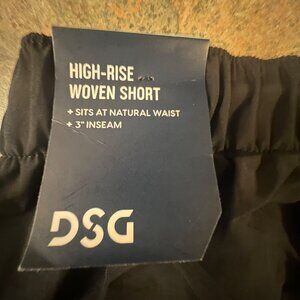 HIGH-RISE
WOVEN SHORT
+ SITS AT NATURAL WAIST
+ 3" INSEAM
DSG